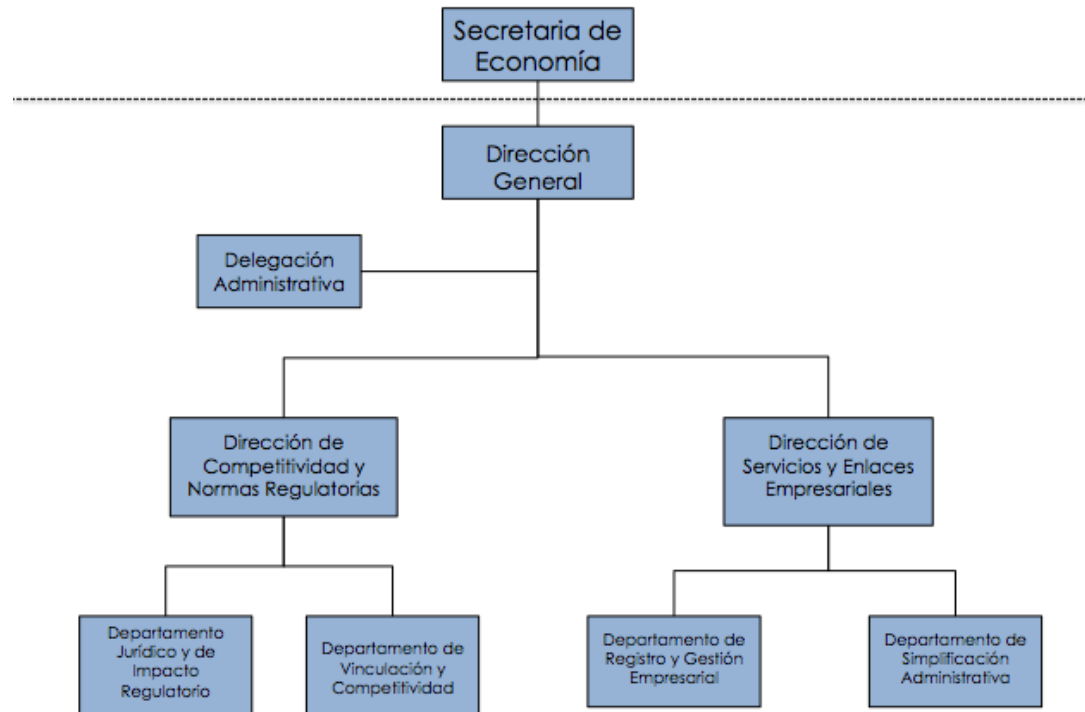 Secretaria de
Economía
Dirección
General
Delegación
Administrativa
Dirección de
Competitividad y
Normas Regulatorias
Dirección de
Servicios y Enlaces
Empresariales
Departamento
Jurídico y de
Impacto
Regulatorio
Departamento de
Vinculación y
Competitividad
Departamento de
Registro y Gestión
Empresarial
Departamento de
Simplificación
Administrativa